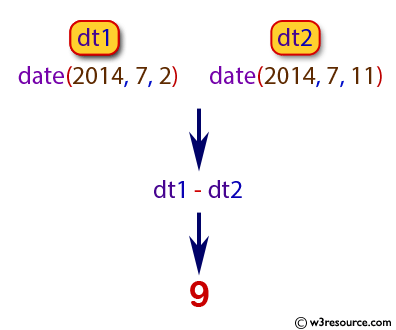 dt1 dt2
date(2014, 7, 2) date(2014, 7, 11)
dt1 - dt2
9
© w3resource.com